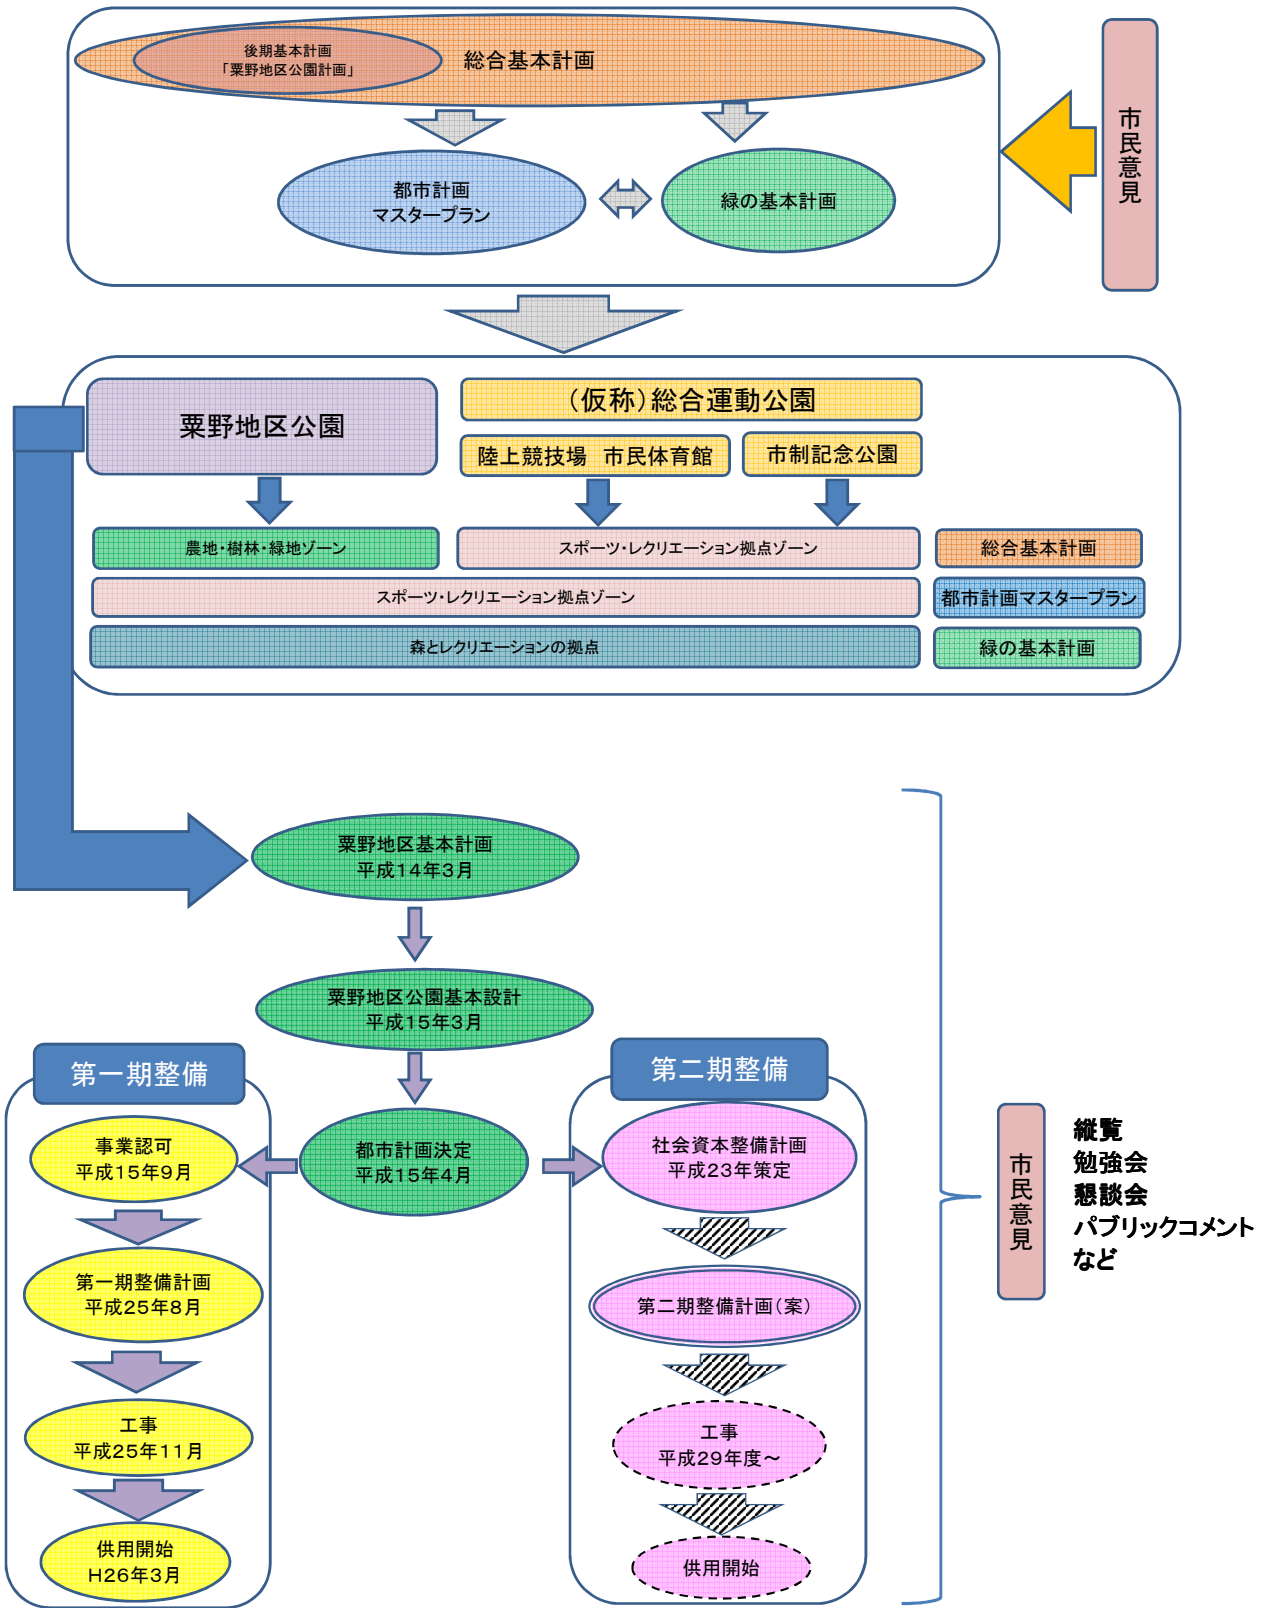 後期基本計画
「粟野地区公園計画」
総合基本計画
都市計画
マスタープラン
緑の基本計画
市民意見
粟野地区公園
（仮称）総合運動公園
陸上競技場　市民体育館
市制記念公園
農地・樹林・緑地ゾーン
スポーツ・レクリエーション拠点ゾーン
総合基本計画
スポーツ・レクリエーション拠点ゾーン
都市計画マスタープラン
森とレクリエーションの拠点
緑の基本計画
粟野地区基本計画
平成14年3月
粟野地区公園基本設計
平成15年3月
都市計画決定
平成15年4月
第一期整備
事業認可
平成15年9月
第一期整備計画
平成25年8月
工事
平成25年11月
供用開始
H26年3月
第二期整備
社会資本整備計画
平成23年策定
第二期整備計画（案）
工事
平成29年度～
供用開始
市民意見
縦覧
勉強会
懇談会
パブリックコメント
など